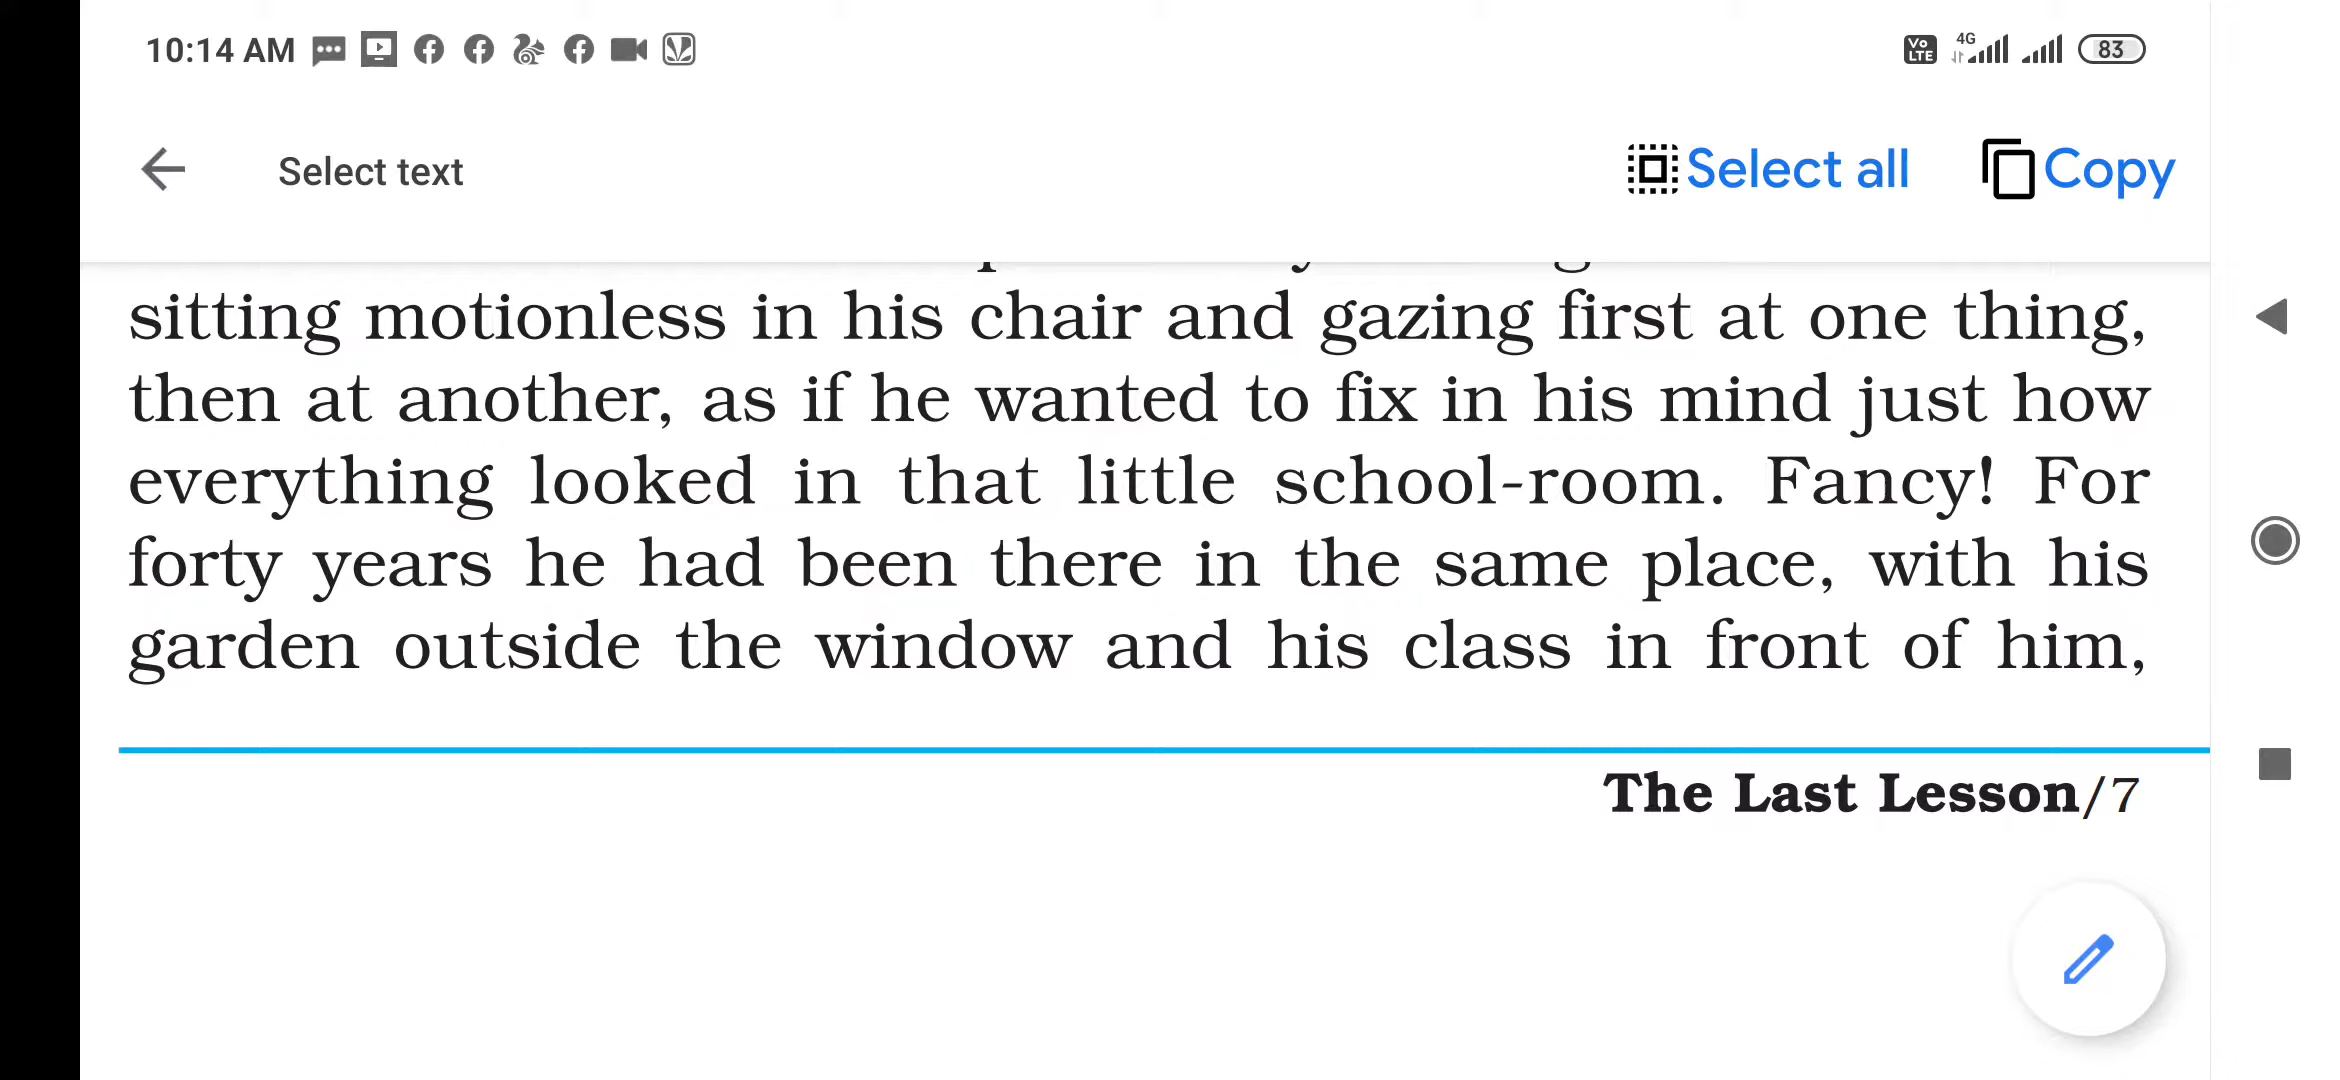 10:14 AM
Vo LTE 4G 83
Select text
Select all
Copy
sitting motionless in his chair and gazing first at one thing,
then at another, as if he wanted to fix in his mind just how
everything looked in that little school-room. Fancy! For
forty years he had been there in the same place, with his
garden outside the window and his class in front of him,
The Last Lesson/7